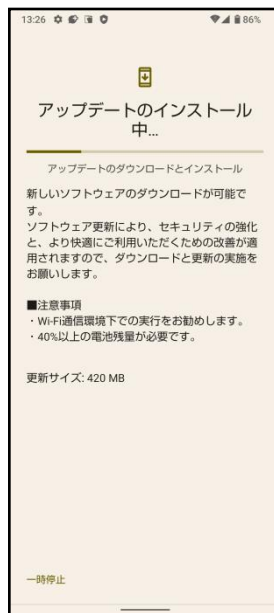 13:26
86%
アップデートのインストール
中...
アップデートのダウンロードとインストール
新しいソフトウェアのダウンロードが可能で
す。
ソフトウェア更新により、セキュリティの強化
と、より快適にご利用いただくための改善が適
用されますので、ダウンロードと更新の実施を
お願いします。
■注意事項
・Wi-Fi通信環境下での実行をお勧めします。
・40%以上の電池残量が必要です。
更新サイズ: 420 MB
一時停止